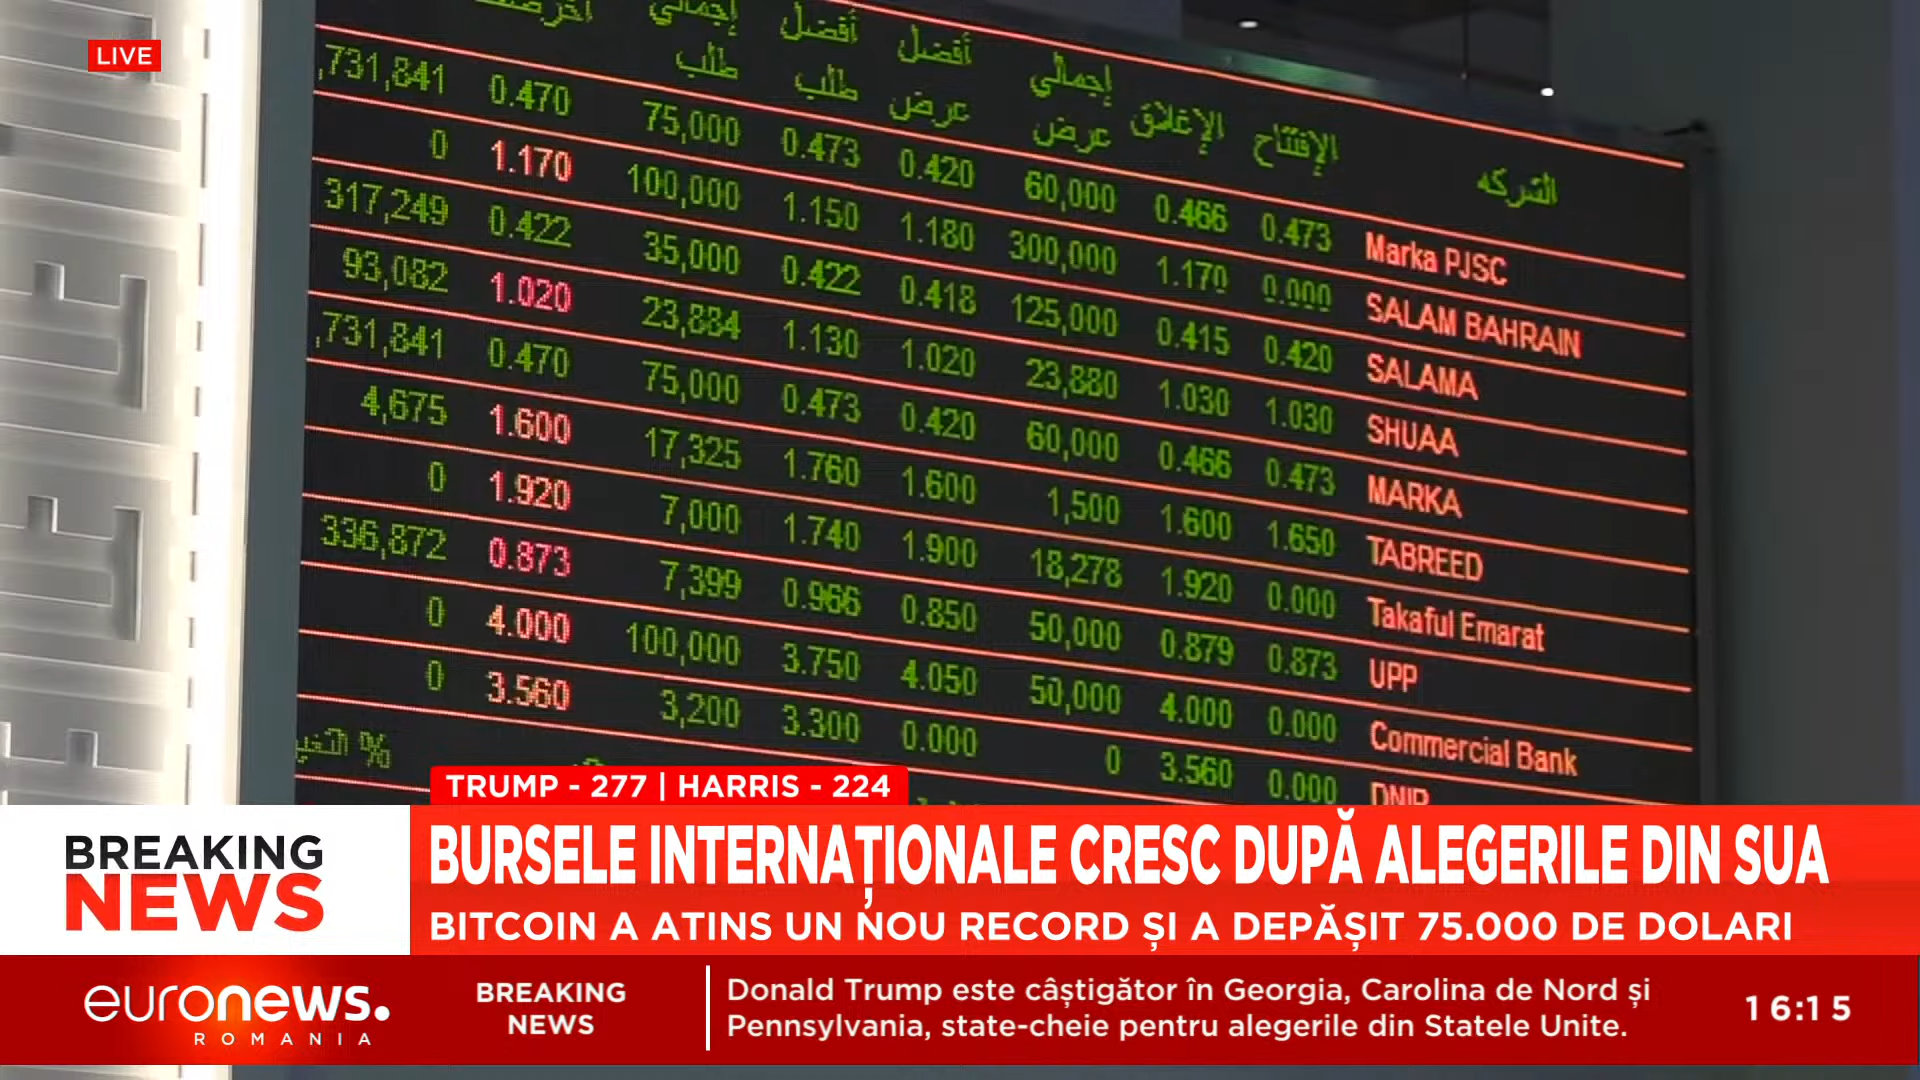 LIVE
إجمالي
أفضل
أفضل
إجمالي
طلب
طلب
عرض
عرض
الإغلاق
الإفتتاح
الشركه
,731,841 0.470 75,000 0.473 0.420 60,000 0.466 0.473 Marka PJSC
0 1.170 100,000 1.150 1.180 300,000 1.170 0.000 SALAM BAHRAIN
317,249 0.422 35,000 0.422 0.418 125,000 0.415 0.420 SALAMA
93,082 1.020 23,884 1.130 1.020 23,880 1.030 1.030 SHUAA
,731,841 0.470 75,000 0.473 0.420 60,000 0.466 0.473 MARKA
4,675 1.600 17,325 1.760 1.600 1,500 1.600 1.650 TABREED
0 1.920 7,000 1.740 1.900 18,278 1.920 0.000 Takaful Emarat
336,872 0.873 7,399 0.966 0.850 50,000 0.879 0.873 UPP
0 4.000 100,000 3.750 4.050 50,000 4.000 0.000 Commercial Bank
0 3.560 3,200 3.300 0.000 0 3.560 0.000
%
TRUMP - 277 | HARRIS - 224
BREAKING
NEWS
BURSELE INTERNAȚIONALE CRESC DUPĂ ALEGERILE DIN SUA
BITCOIN A ATINS UN NOU RECORD ȘI A DEPĂȘIT 75.000 DE DOLARI
euronews.
ROMANIA
BREAKING
NEWS
Donald Trump este câștigător în Georgia, Carolina de Nord și
Pennsylvania, state-cheie pentru alegerile din Statele Unite.
16:15